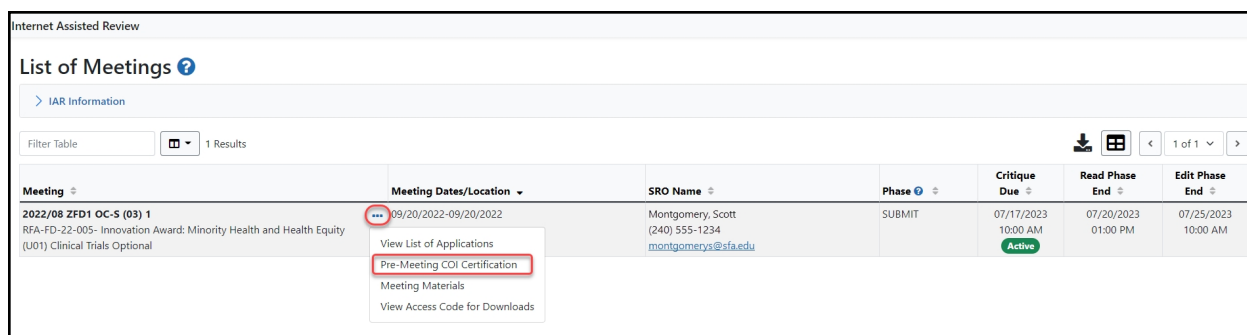 Internet Assisted Review
List of Meetings ?
IAR Information
Filter Table
1 Results
1 of 1
Meeting
Meeting Dates/Location
SRO Name
Phase ?
Critique Due
Read Phase End
Edit Phase End
2022/08 ZFD1 OC-S (03) 1
RFA-FD-22-005- Innovation Award: Minority Health and Health Equity
(U01) Clinical Trials Optional
09/20/2022-09/20/2022
Montgomery, Scott
(240) 555-1234
montgomerys@sfa.edu
SUBMIT
07/17/2023
10:00 AM
Active
07/20/2023
01:00 PM
07/25/2023
10:00 AM
View List of Applications
Pre-Meeting COI Certification
Meeting Materials
View Access Code for Downloads